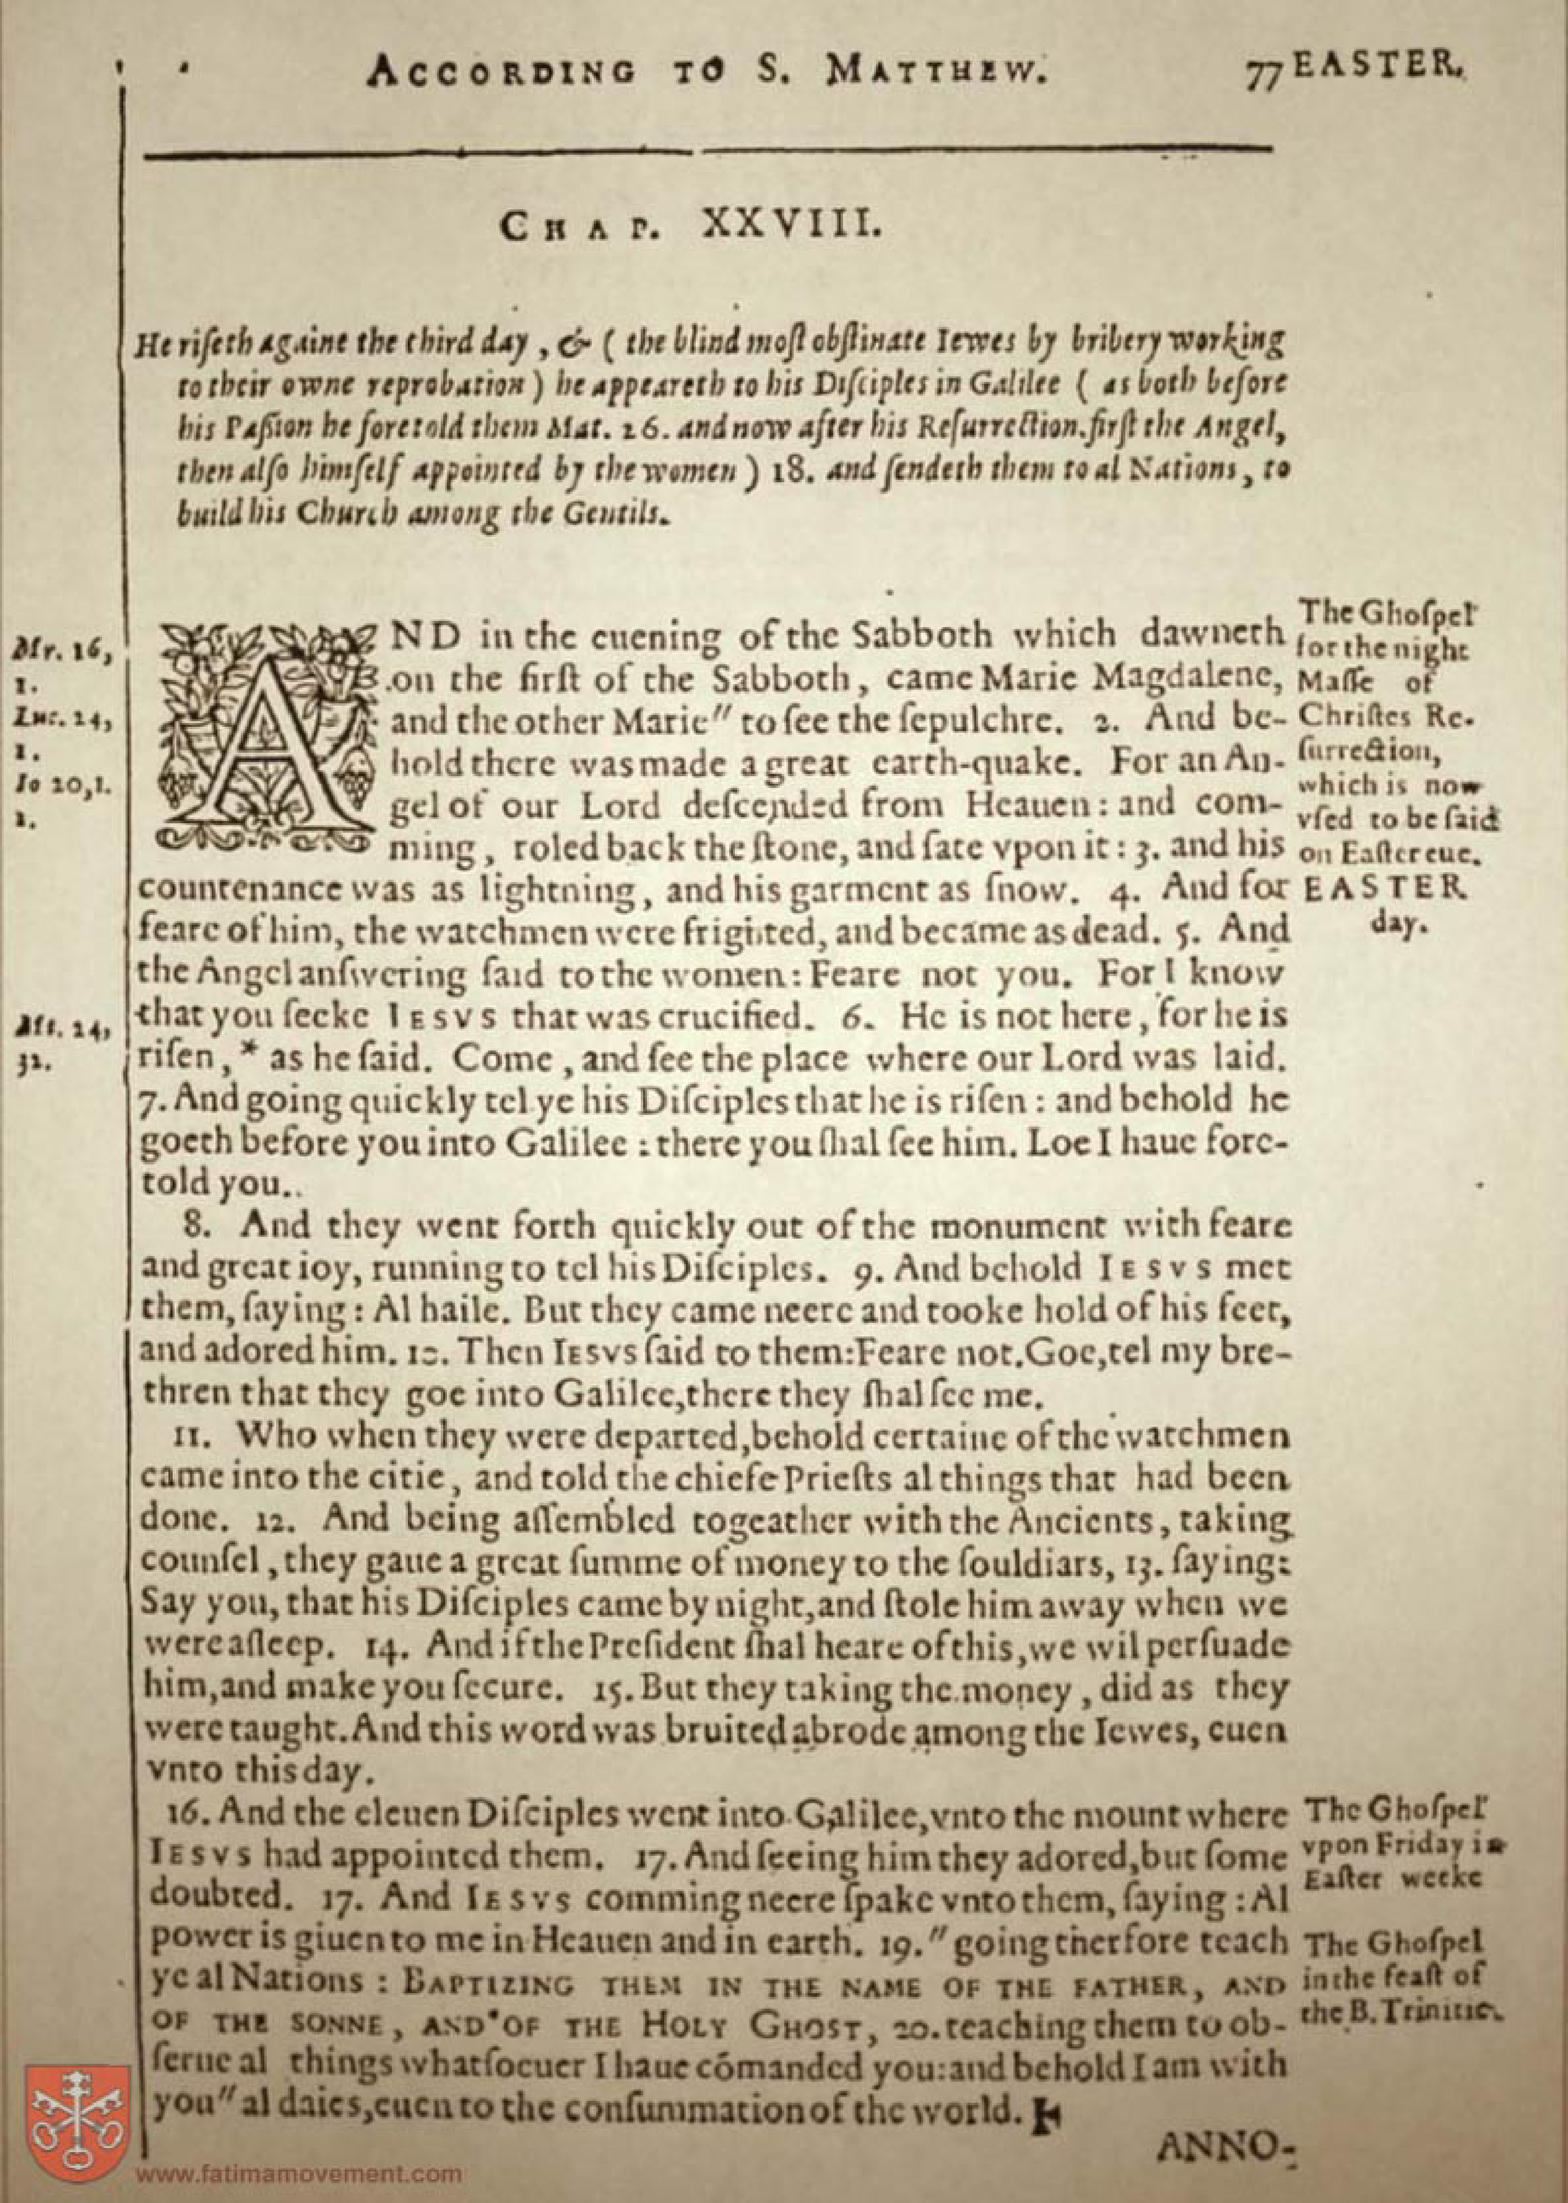 ACCORDING TO S. MATTHEW. 77 EASTER.
CHAP. XXVIII.
He riſeth againe the third day, & ( the blind moſt obſtinate Iewes by bribery working
to their owne reprobation ) he appeareth to his Diſciples in Galilee ( as both before
his Paſſion he foretold them Mat. 26. and now after his Reſurrection. firſt the Angel,
then alſo himſelf appointed by the women ) 18. and ſendeth them to al Nations, to
build his Church among the Gentils.
Mr. 16,
1.
Luc. 24,
1.
Io 20,1.
1.
AND in the euening of the Sabboth which dawneth
on the firſt of the Sabboth, came Marie Magdalene,
and the other Marie" to ſee the ſepulchre. 2. And be-
hold there was made a great earth-quake. For an An-
gel of our Lord deſcended from Heauen: and com-
ming, roled back the ſtone, and ſate vpon it: 3. and his
countenance was as lightning, and his garment as ſnow. 4. And for
feare of him, the watchmen were frighted, and became as dead. 5. And
the Angel anſwering ſaid to the women: Feare not you. For I know
that you ſeeke IESVS that was crucified. 6. He is not here, for he is
riſen, * as he ſaid. Come, and ſee the place where our Lord was laid.
7. And going quickly tel ye his Diſciples that he is riſen: and behold he
goeth before you into Galilee: there you ſhal ſee him. Loe I haue fore-
told you.
The Ghoſpel
for the night
Maſſe of
Chriſtes Re-
ſurrection,
which is now
vſed to be ſaid
on Eaſter eue.
EASTER
day.
24,
32.
8. And they went forth quickly out of the monument with feare
and great ioy, running to tel his Diſciples. 9. And behold IESVS met
them, ſaying: Al haile. But they came neere and tooke hold of his feet,
and adored him. 10. Then IESVS ſaid to them: Feare not. Goe, tel my bre-
thren that they goe into Galilee, there they ſhal ſee me.
11. Who when they were departed, behold certaine of the watchmen
came into the citie, and told the chiefe Prieſts al things that had been
done. 12. And being aſſembled togeather with the Ancients, taking
counſel, they gaue a great ſumme of money to the ſouldiars, 13. ſaying:
Say you, that his Diſciples came by night, and ſtole him away when we
were aſleep. 14. And if the Preſident ſhal heare of this, we wil perſuade
him, and make you ſecure. 15. But they taking the money, did as they
were taught. And this word was bruited abrode among the Iewes, euen
vnto this day.
16. And the eleuen Diſciples went into Galilee, vnto the mount where
IESVS had appointed them. 17. And ſeeing him they adored, but ſome
doubted. 17. And IESVS comming neere ſpake vnto them, ſaying: Al
power is giuen to me in Heauen and in earth. 19. "going therfore teach
ye al Nations: BAPTIZING THEM IN THE NAME OF THE FATHER, AND
OF THE SONNE, AND OF THE HOLY GHOST, 20. teaching them to ob-
ſerue al things whatſoeuer I haue cōmanded you: and behold I am with
you" al daies, euen to the conſummation of the world.
The Ghoſpel
vpon Friday in
Eaſter weeke
The Ghoſpel
in the feaſt of
the B. Trinitie.
ANNO-
www.fatimamovement.com